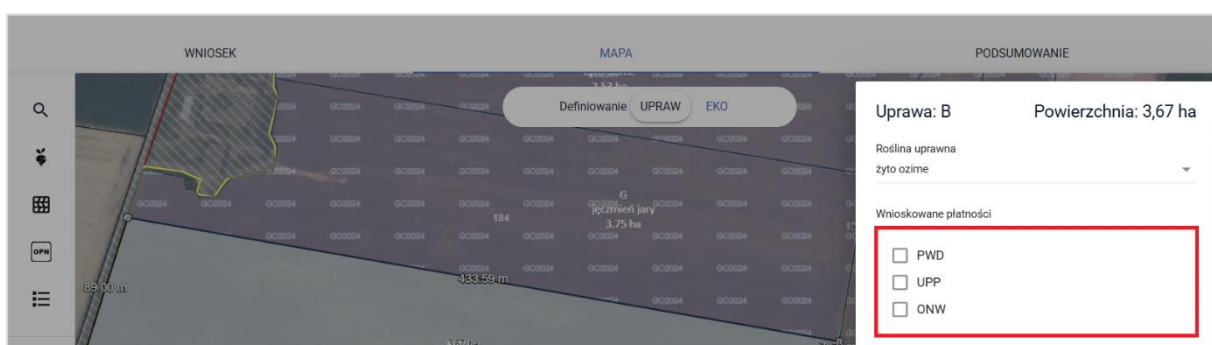 WNIOSEK
MAPA
PODSUMOWANIE
Definiowanie UPRAW EKO
Uprawa: B
Powierzchnia: 3,67 ha
Roślina uprawna
żyto ozime
Wnioskowane płatności
PWD
UPP
ONW
OPN
GO2024
G
jęczmień jary
3.75 ha
184
433.59 m
89.00 m